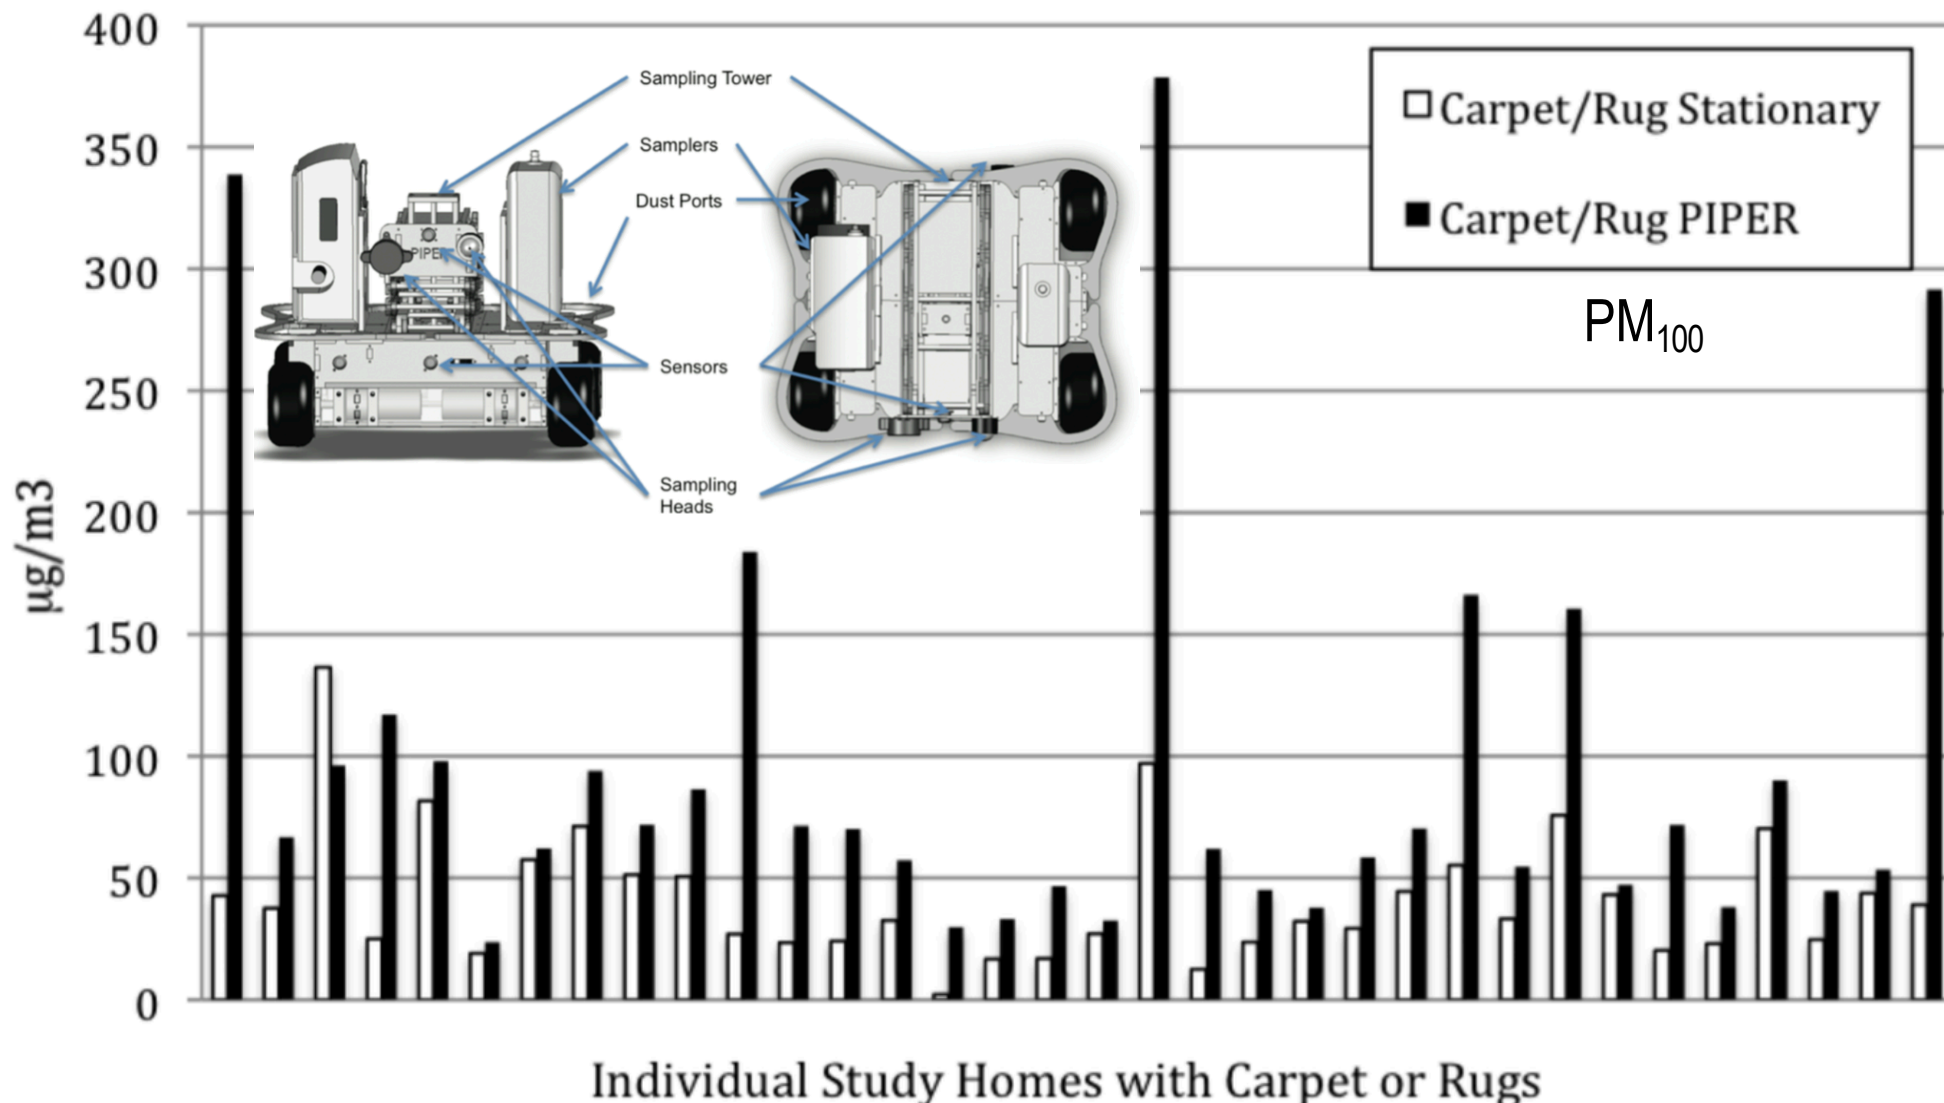 400
350
300
250
200
150
100
50
0
µg/m3
Sampling Tower
Samplers
Dust Ports
PIPER
Sensors
Sampling
Heads
Carpet/Rug Stationary
Carpet/Rug PIPER
PM100
Individual Study Homes with Carpet or Rugs